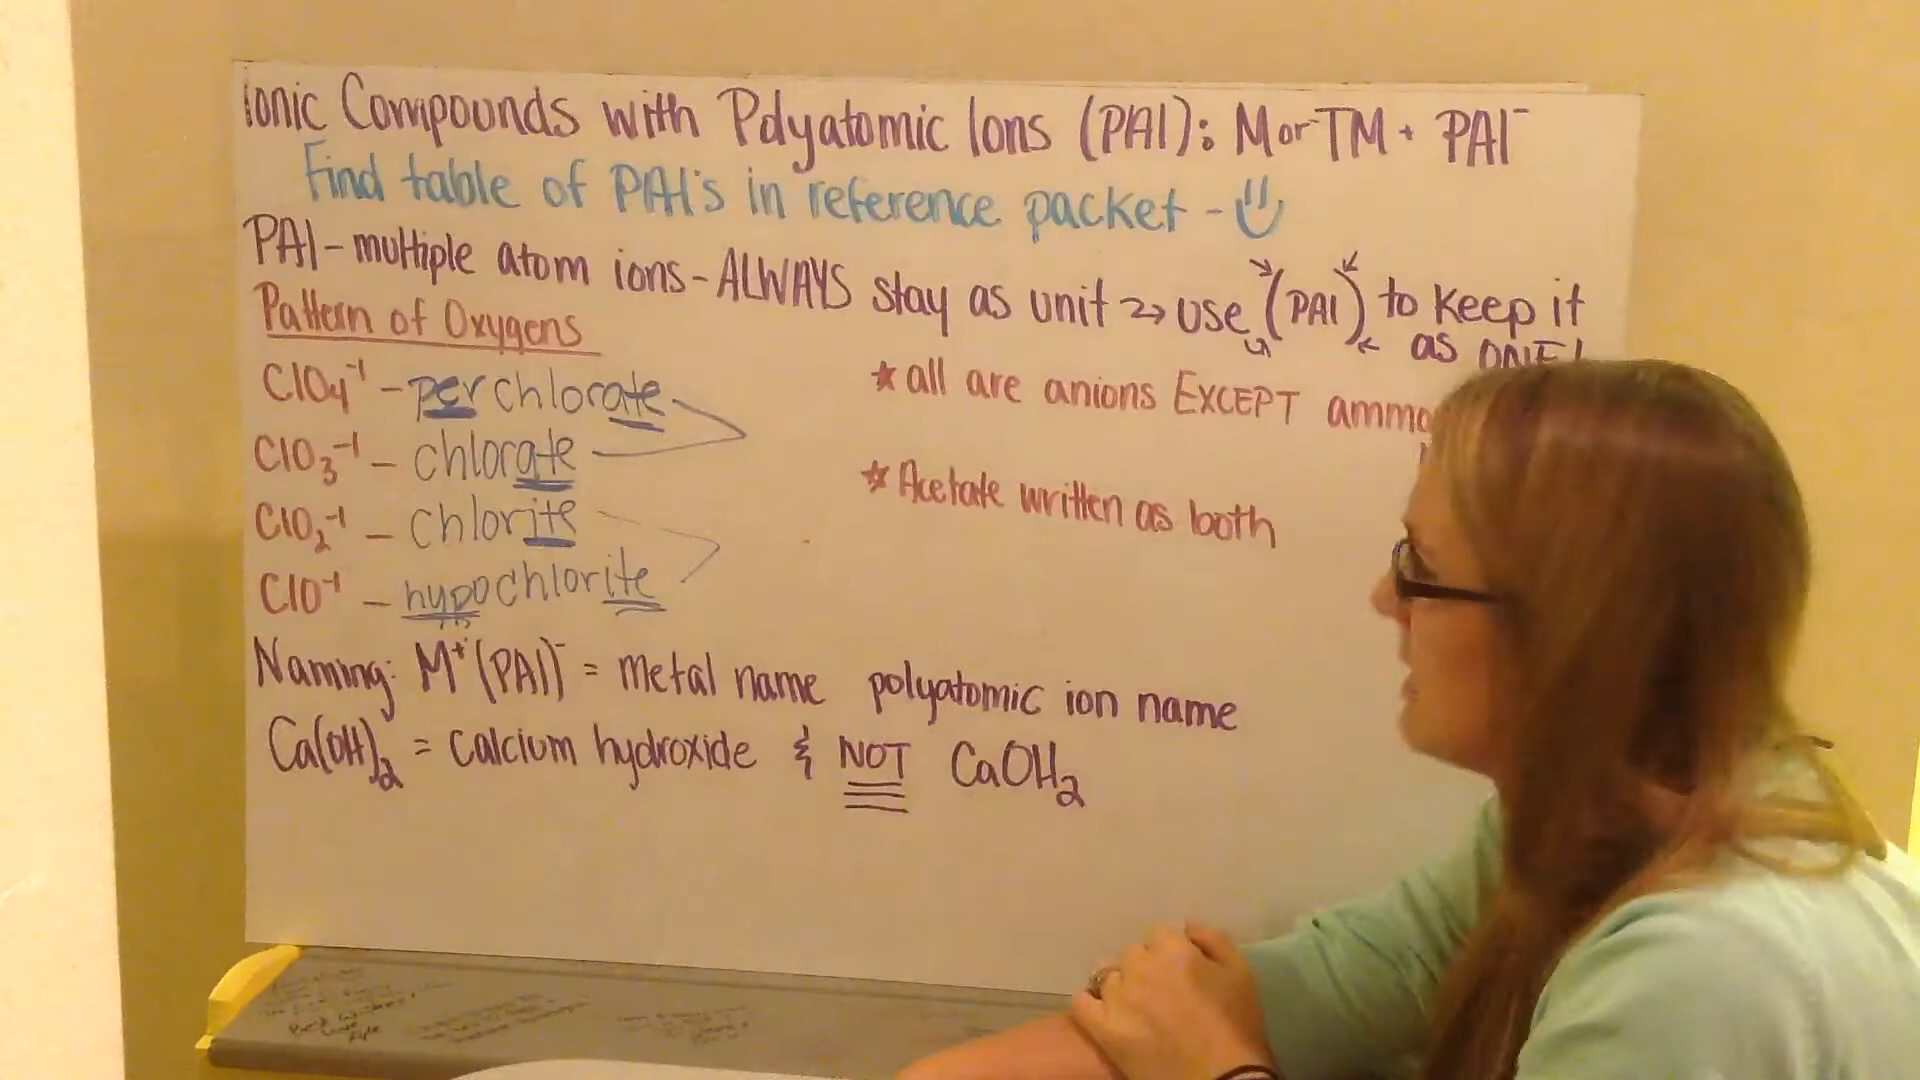 Ionic Compounds with Polyatomic Ions (PAI): M or TM + PAI⁻
Find table of PAI's in reference packet -
PAI - multiple atom ions - ALWAYS stay as unit → use (PAI) to keep it
as ONE!
Pattern of Oxygens
ClO₄⁻¹ - perchlorate
ClO₃⁻¹ - chlorate
ClO₂⁻¹ - chlorite
ClO⁻¹ - hypochlorite
* all are anions EXCEPT ammo
* Acetate written as both
Naming: M⁺(PAI)⁻ = metal name polyatomic ion name
Ca(OH)₂ = calcium hydroxide & NOT CaOH₂